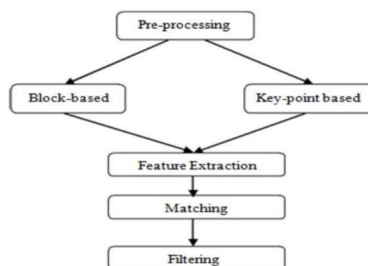 Pre-processing
Block-based
Key-point based
Feature Extraction
Matching
Filtering